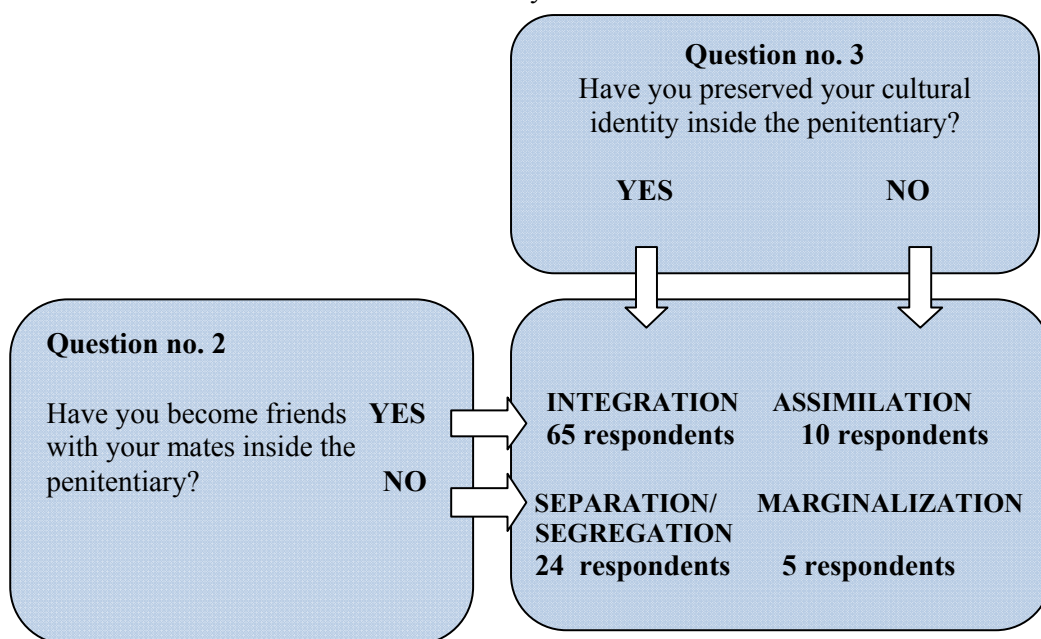 Question no. 3
Have you preserved your cultural
identity inside the penitentiary?
YES NO
Question no. 2
Have you become friends YES
with your mates inside the
penitentiary? NO
INTEGRATION ASSIMILATION
65 respondents 10 respondents
SEPARATION/ MARGINALIZATION
SEGREGATION
24 respondents 5 respondents